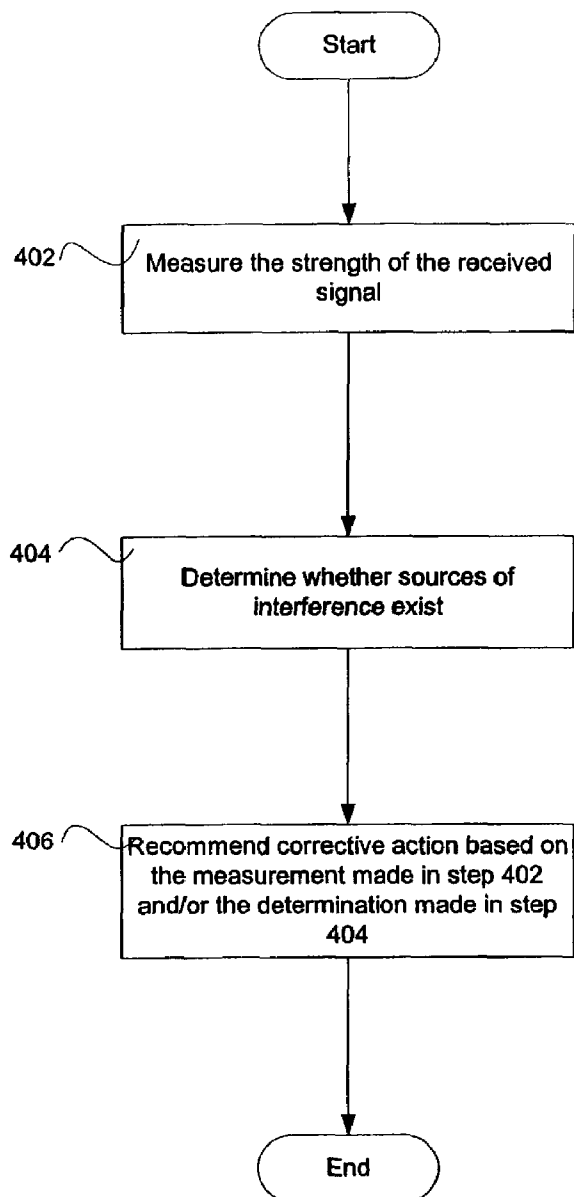 Start
402
Measure the strength of the received
signal
404
Determine whether sources of
interference exist
406
Recommend corrective action based on
the measurement made in step 402
and/or the determination made in step
404
End